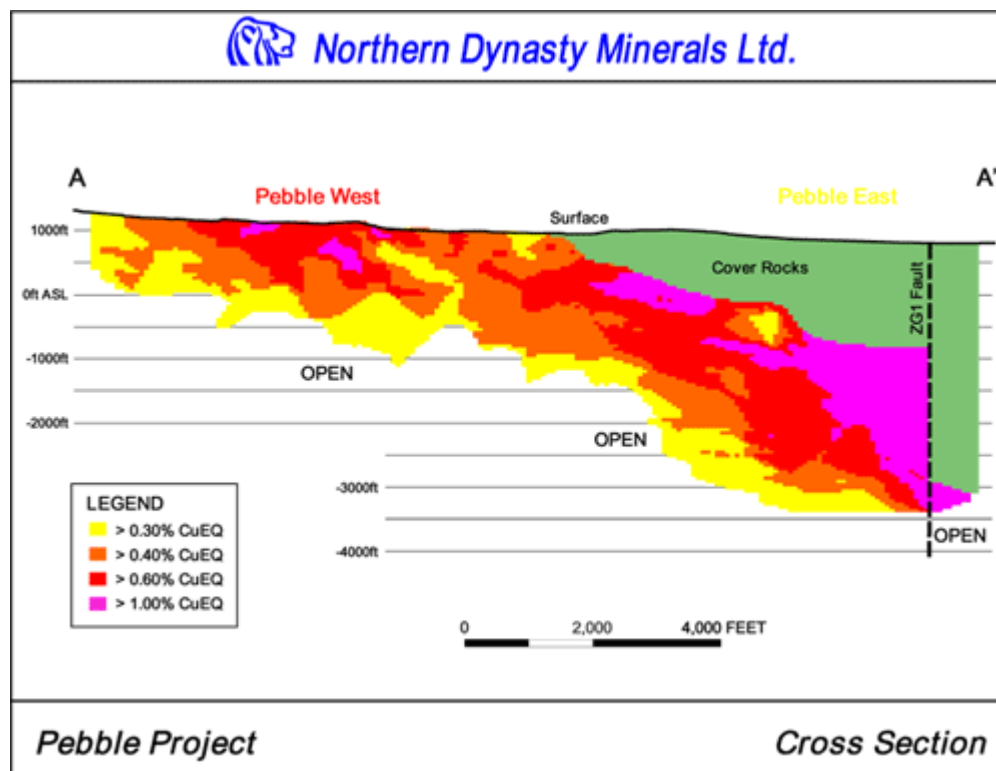 Northern Dynasty Minerals Ltd.
A
A'
Pebble West
Pebble East
Surface
1000ft
Cover Rocks
ZG1 Fault
0ft ASL
-1000ft
OPEN
-2000ft
OPEN
-3000ft
LEGEND
> 0.30% CuEQ
> 0.40% CuEQ
> 0.60% CuEQ
> 1.00% CuEQ
OPEN
-4000ft
0 2,000 4,000 FEET
Pebble Project
Cross Section